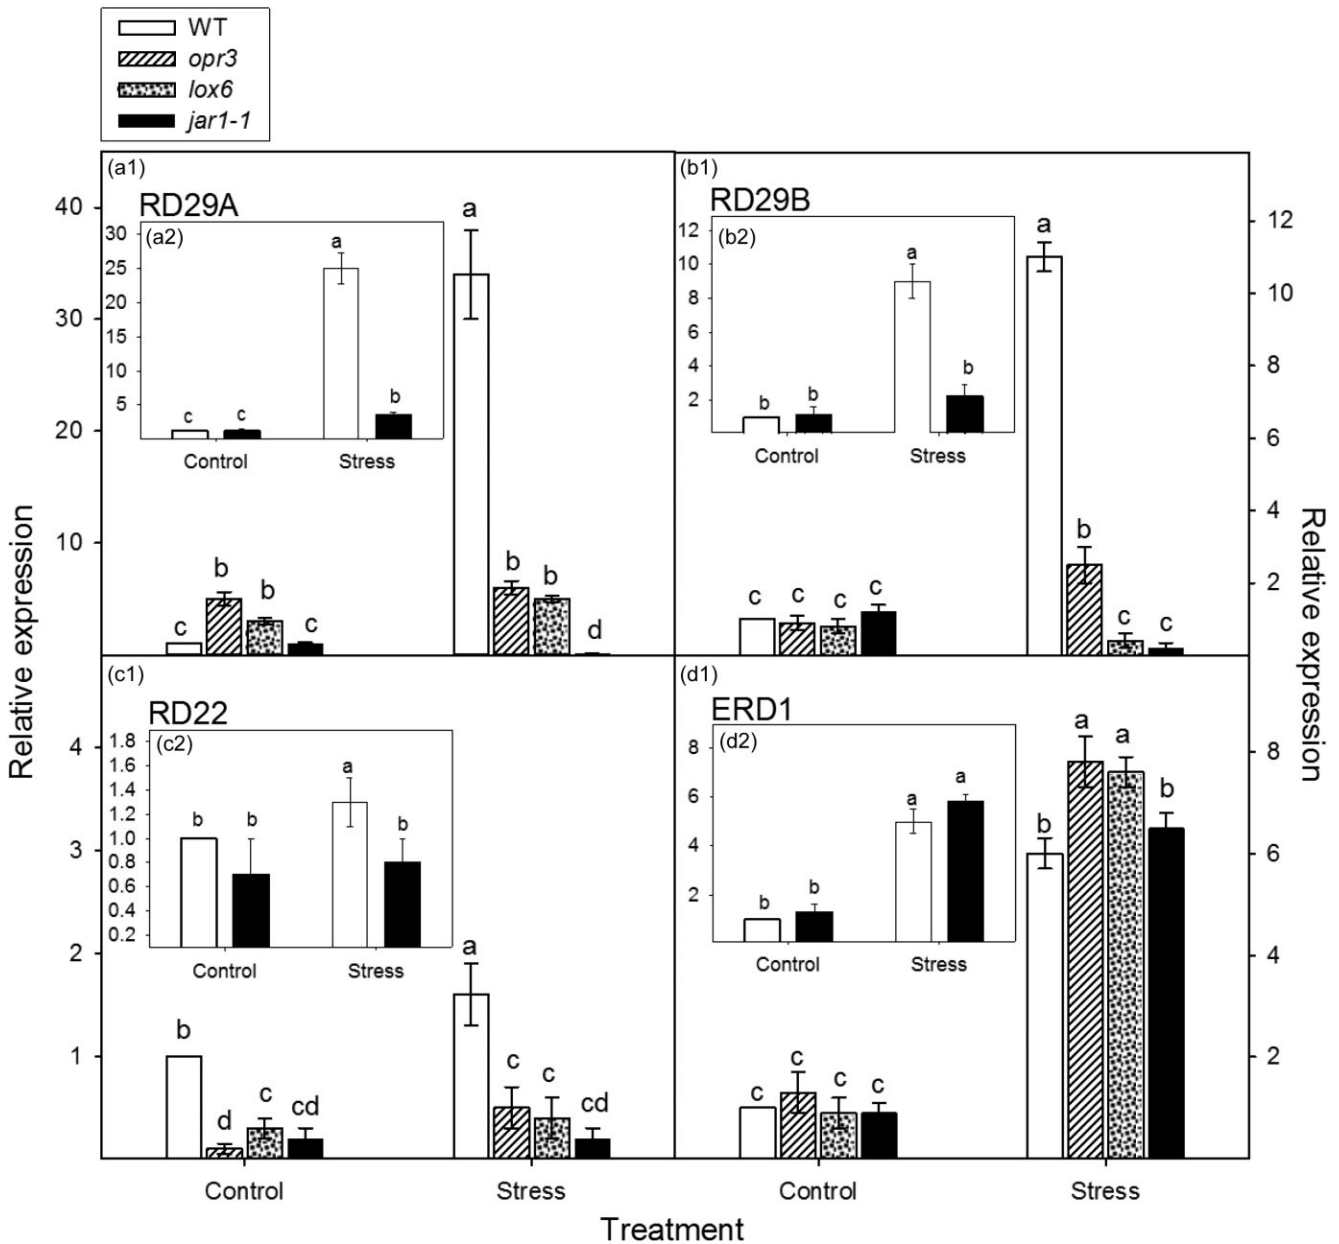 WT
opr3
lox6
jar1-1
(a1)
RD29A
40
30
20
10
a
(a2)
30
25
20
15
10
5
c
c
a
b
Control
Stress
c
b
b
c
b
b
d
(b1)
RD29B
12
10
8
6
4
2
a
(b2)
12
10
8
6
4
2
b
b
a
b
Control
Stress
c
c
c
c
b
c
c
Relative expression
Relative expression
(c1)
RD22
4
3
2
1
(c2)
1.8
1.6
1.4
1.2
1.0
0.8
0.6
0.4
0.2
b
b
a
b
Control
Stress
b
d
c
cd
a
c
c
cd
Control
Stress
(d1)
ERD1
8
6
4
2
(d2)
8
6
4
2
b
b
a
a
Control
Stress
c
c
c
c
b
a
a
b
Control
Stress
Treatment